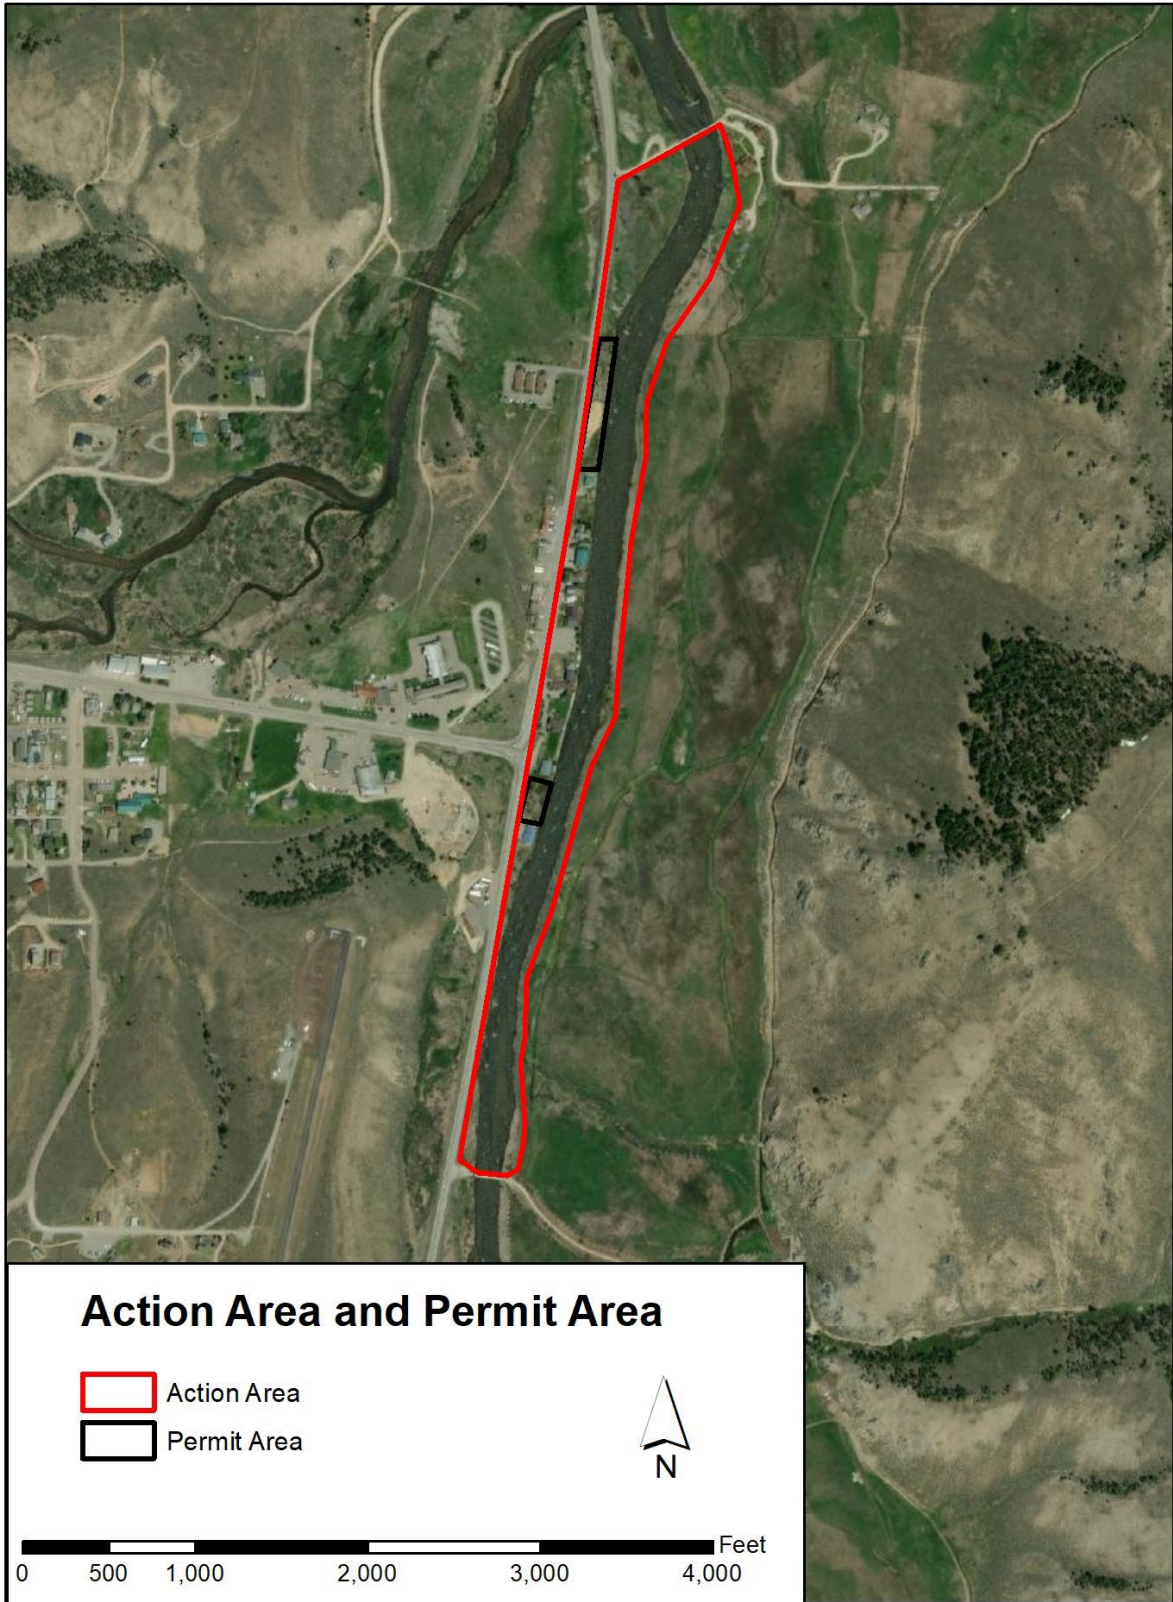 Action Area and Permit Area
Action Area
Permit Area
N
Feet
0 500 1,000 2,000 3,000 4,000